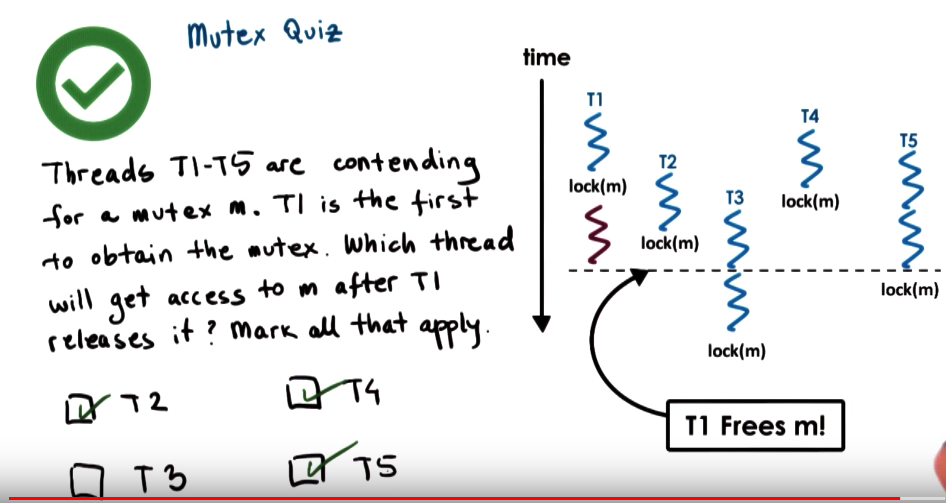 Mutex Quiz
Threads T1-T5 are contending
for a mutex m. T1 is the first
to obtain the mutex. Which thread
will get access to m after T1
releases it? Mark all that apply.
T2
T4
T3
T5
time
T1
T2
T3
T4
T5
lock(m)
lock(m)
lock(m)
lock(m)
lock(m)
T1 Frees m!